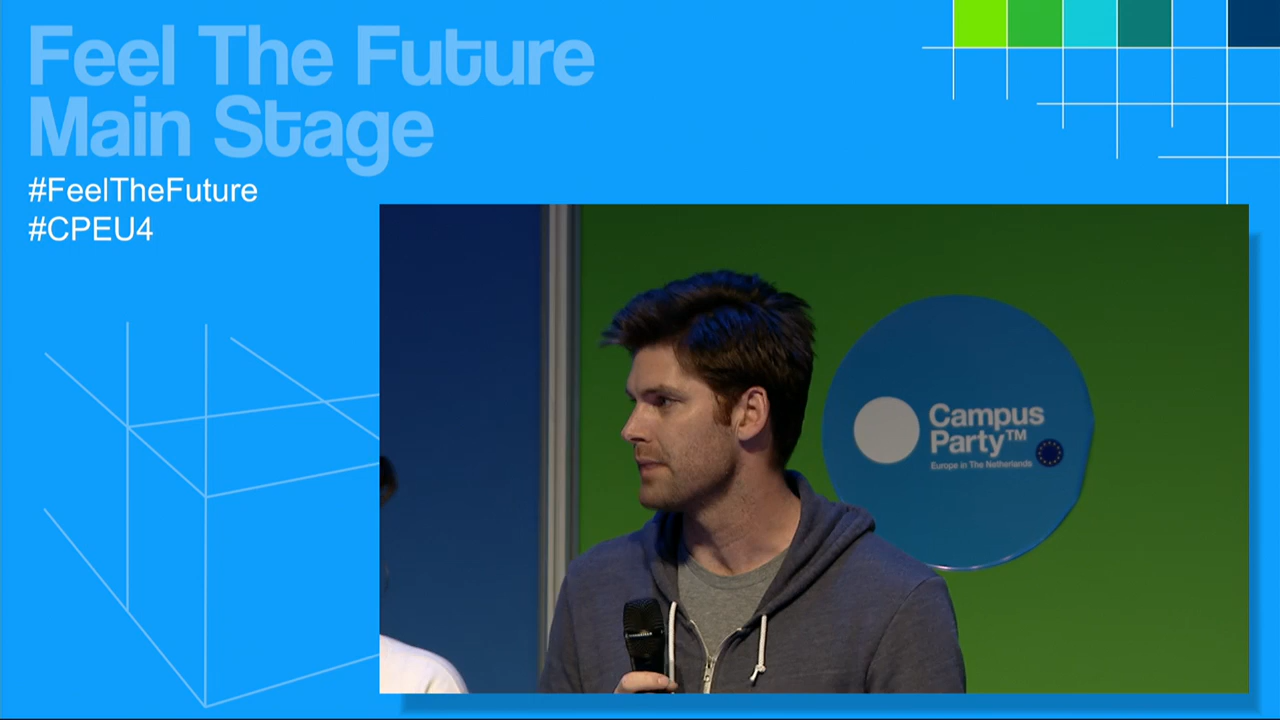 Feel The Future
Main Stage
#FeelTheFuture
#CPEU4
Campus
Party™
Europe in The Netherlands